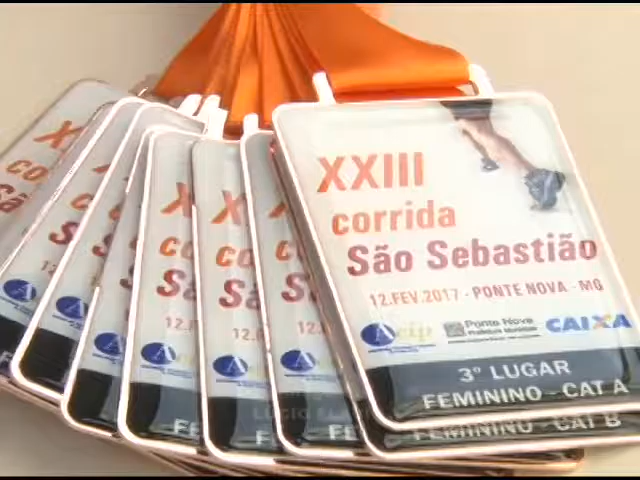 XXIII
corrida
São Sebastião
12.FEV.2017 - PONTE NOVA - MG
Acip Ponte Nova CAIXA
3º LUGAR
FEMININO - CAT A
FEMININO - CAT B